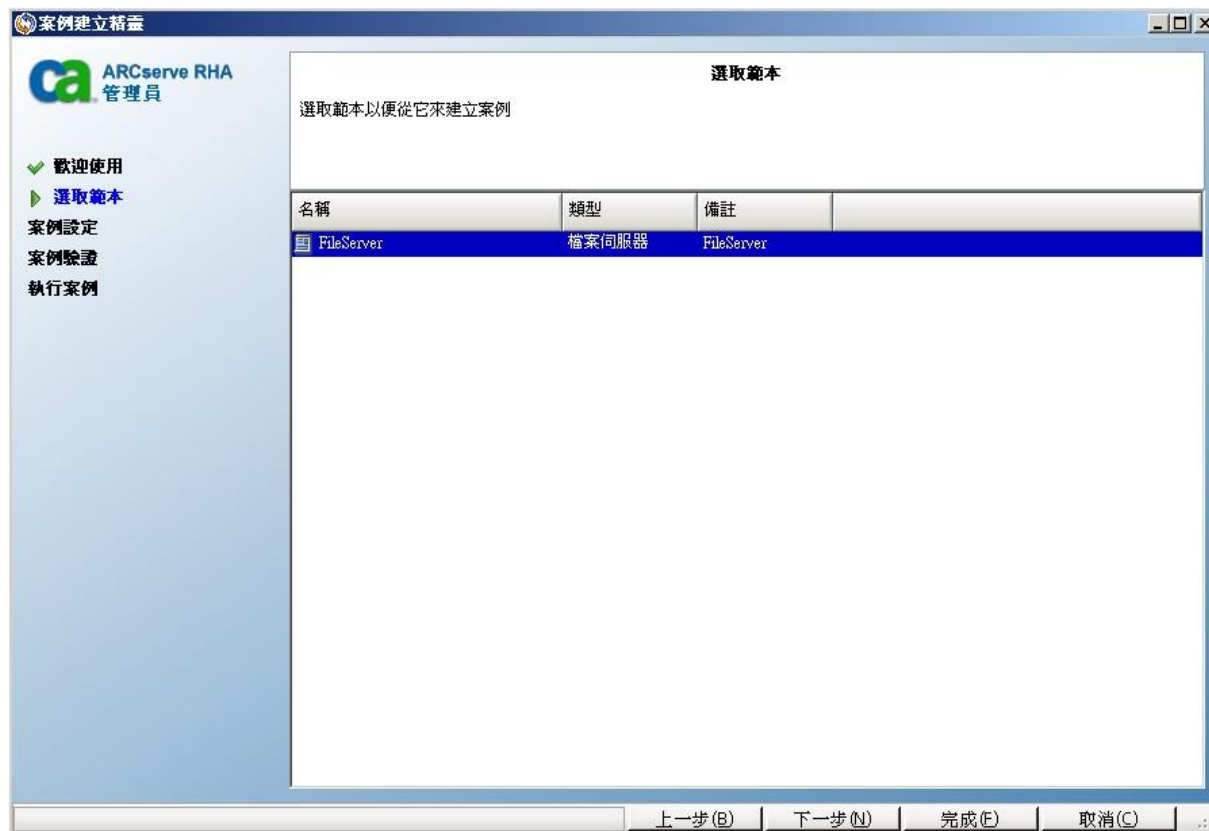 案例建立精靈
ca
ARCserve RHA
管理員
歡迎使用
選取範本
案例設定
案例驗證
執行案例
選取範本
選取範本以便從它來建立案例
名稱 類型 備註
FileServer 檔案伺服器 FileServer
上一步(B) 下一步(N) 完成(F) 取消(C)